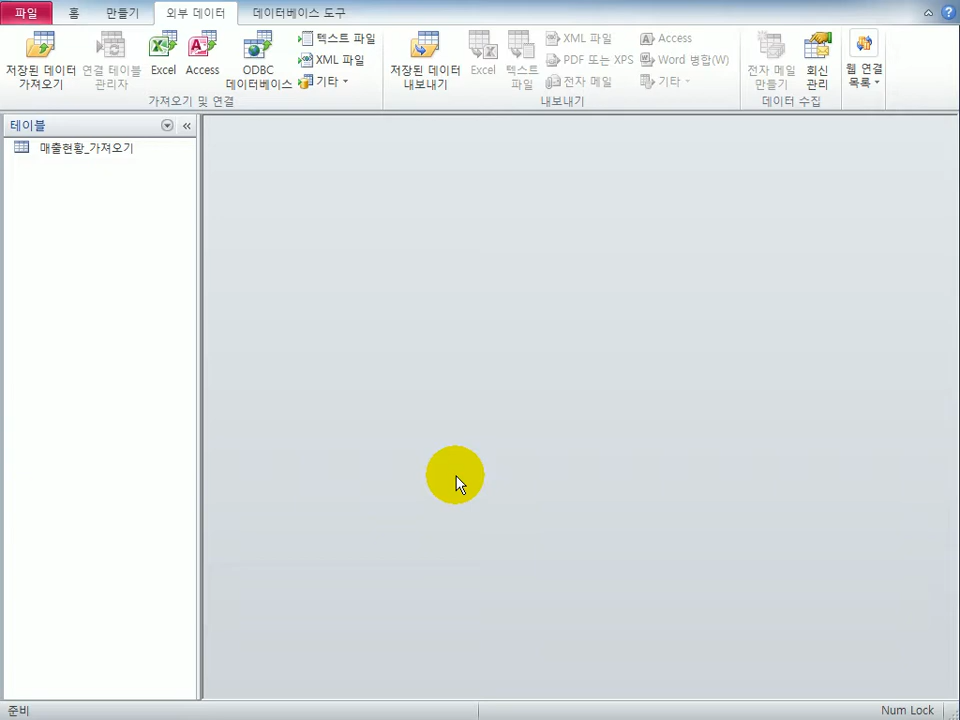 파일 홈 만들기 외부 데이터 데이터베이스 도구
저장된 데이터 가져오기
연결 테이블 관리자
Excel
Access
ODBC 데이터베이스
텍스트 파일
XML 파일
기타
가져오기 및 연결
저장된 데이터 내보내기
Excel
텍스트 파일
XML 파일
PDF 또는 XPS
전자 메일
Access
Word 병합(W)
기타
내보내기
전자 메일 만들기
회신 관리
데이터 수집
웹 연결 목록
테이블
매출현황_가져오기
준비
Num Lock